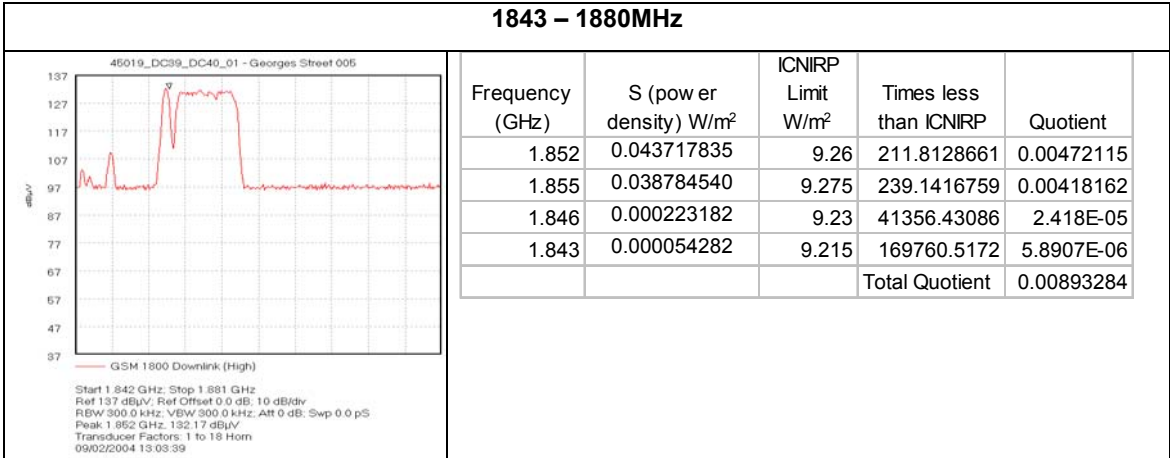 1843 – 1880MHz
45019_DC39_DC40_01 - Georges Street 005
137
127
117
107
97
87
77
67
57
47
37
dBµV
GSM 1800 Downlink (High)
Start 1.842 GHz; Stop 1.881 GHz
Ref 137 dBµV; Ref Offset 0.0 dB; 10 dB/div
RBW 300.0 kHz; VBW 300.0 kHz; Att 0 dB; Swp 0.0 pS
Peak 1.852 GHz, 132.17 dBµV
Transducer Factors: 1 to 18 Horn
09/02/2004 13:03:39
Frequency (GHz) S (pow er density) W/m² ICNIRP Limit W/m² Times less than ICNIRP Quotient
1.852 0.043717835 9.26 211.8128661 0.00472115
1.855 0.038784540 9.275 239.1416759 0.00418162
1.846 0.000223182 9.23 41356.43086 2.418E-05
1.843 0.000054282 9.215 169760.5172 5.8907E-06
Total Quotient 0.00893284